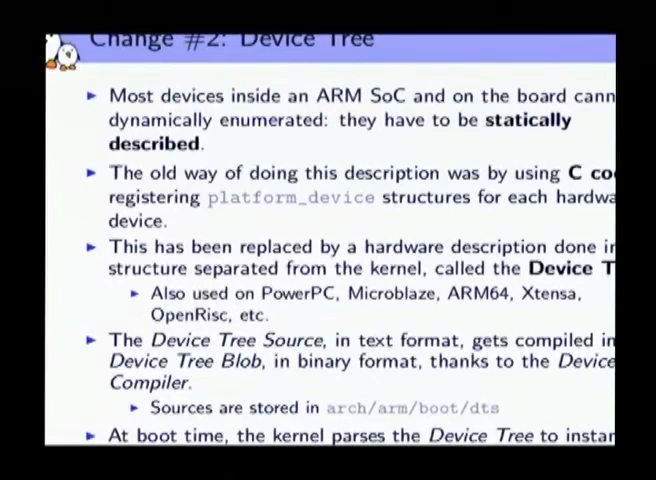 Change #2: Device Tree
Most devices inside an ARM SoC and on the board cann
dynamically enumerated: they have to be statically
described.
The old way of doing this description was by using C co
registering platform_device structures for each hardwa
device.
This has been replaced by a hardware description done in
structure separated from the kernel, called the Device T
Also used on PowerPC, Microblaze, ARM64, Xtensa,
OpenRisc, etc.
The Device Tree Source, in text format, gets compiled in
Device Tree Blob, in binary format, thanks to the Device
Compiler.
Sources are stored in arch/arm/boot/dts
At boot time, the kernel parses the Device Tree to instan